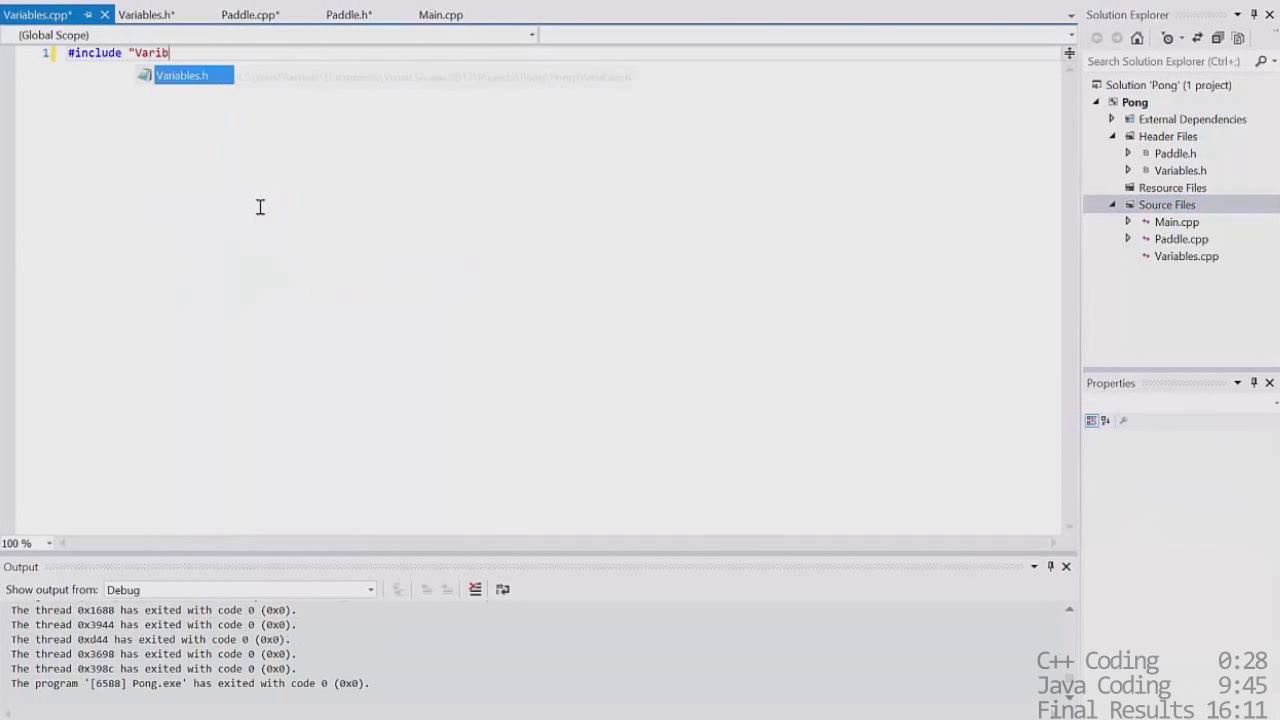 Variables.cpp* Variables.h* Paddle.cpp* Paddle.h* Main.cpp
(Global Scope)
1 #include "Varib
Variables.h
100 %
Output
Show output from: Debug
The thread 0x1688 has exited with code 0 (0x0).
The thread 0x3944 has exited with code 0 (0x0).
The thread 0xd44 has exited with code 0 (0x0).
The thread 0x3698 has exited with code 0 (0x0).
The thread 0x398c has exited with code 0 (0x0).
The program '[6588] Pong.exe' has exited with code 0 (0x0).
Solution Explorer
Search Solution Explorer (Ctrl+;)
Solution 'Pong' (1 project)
Pong
External Dependencies
Header Files
Paddle.h
Variables.h
Resource Files
Source Files
Main.cpp
Paddle.cpp
Variables.cpp
Properties
C++ Coding 0:28
Java Coding 9:45
Final Results 16:11